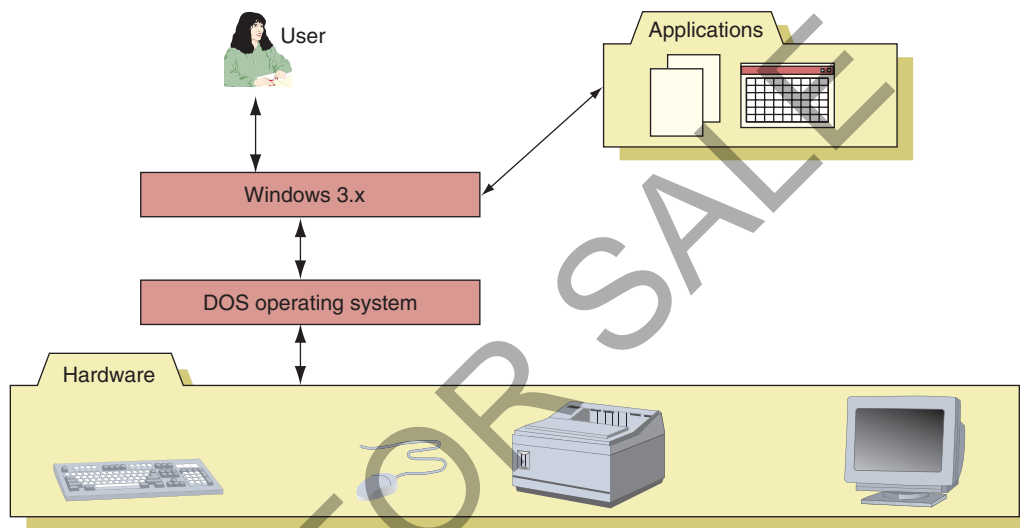 User
Applications
Windows 3.x
DOS operating system
Hardware
FOR SALE